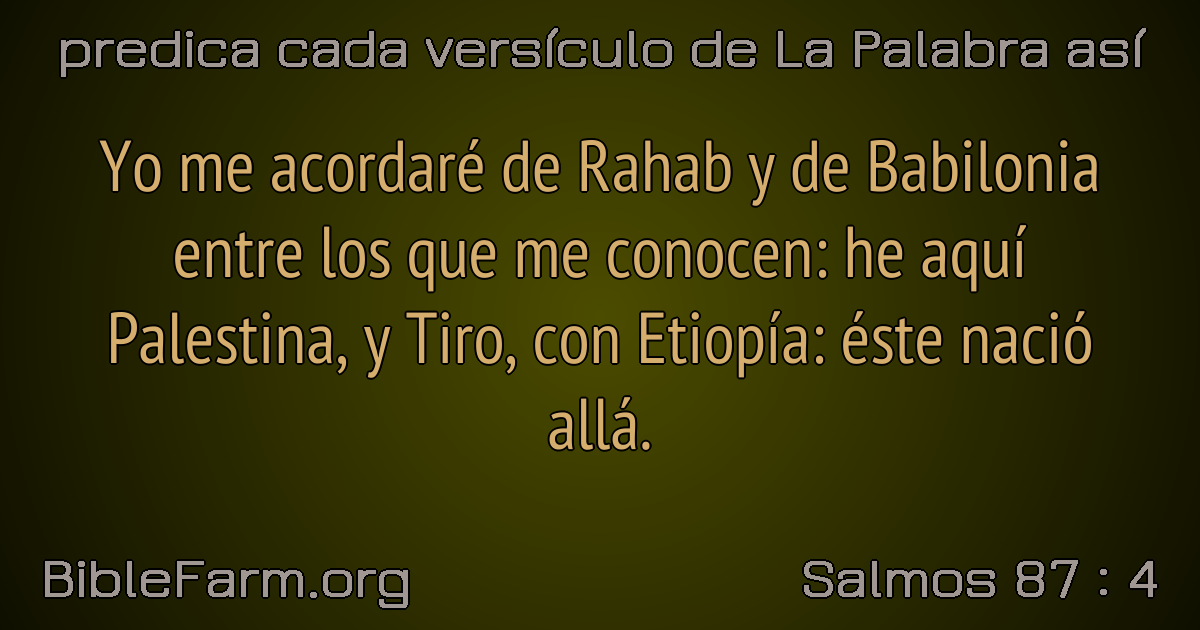 predica cada versículo de La Palabra así
Yo me acordaré de Rahab y de Babilonia
entre los que me conocen: he aquí
Palestina, y Tiro, con Etiopía: éste nació
allá.
BibleFarm.org
Salmos 87 : 4